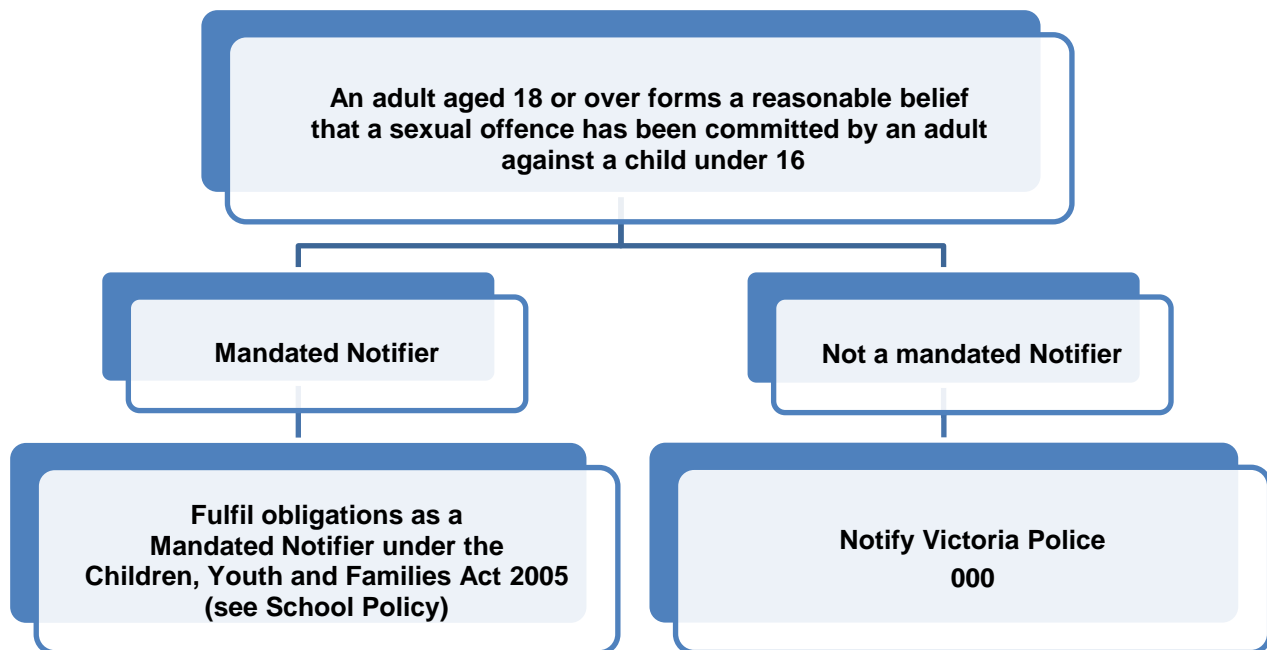 An adult aged 18 or over forms a reasonable belief
that a sexual offence has been committed by an adult
against a child under 16
Mandated Notifier
Not a mandated Notifier
Fulfil obligations as a
Mandated Notifier under the
Children, Youth and Families Act 2005
(see School Policy)
Notify Victoria Police
000